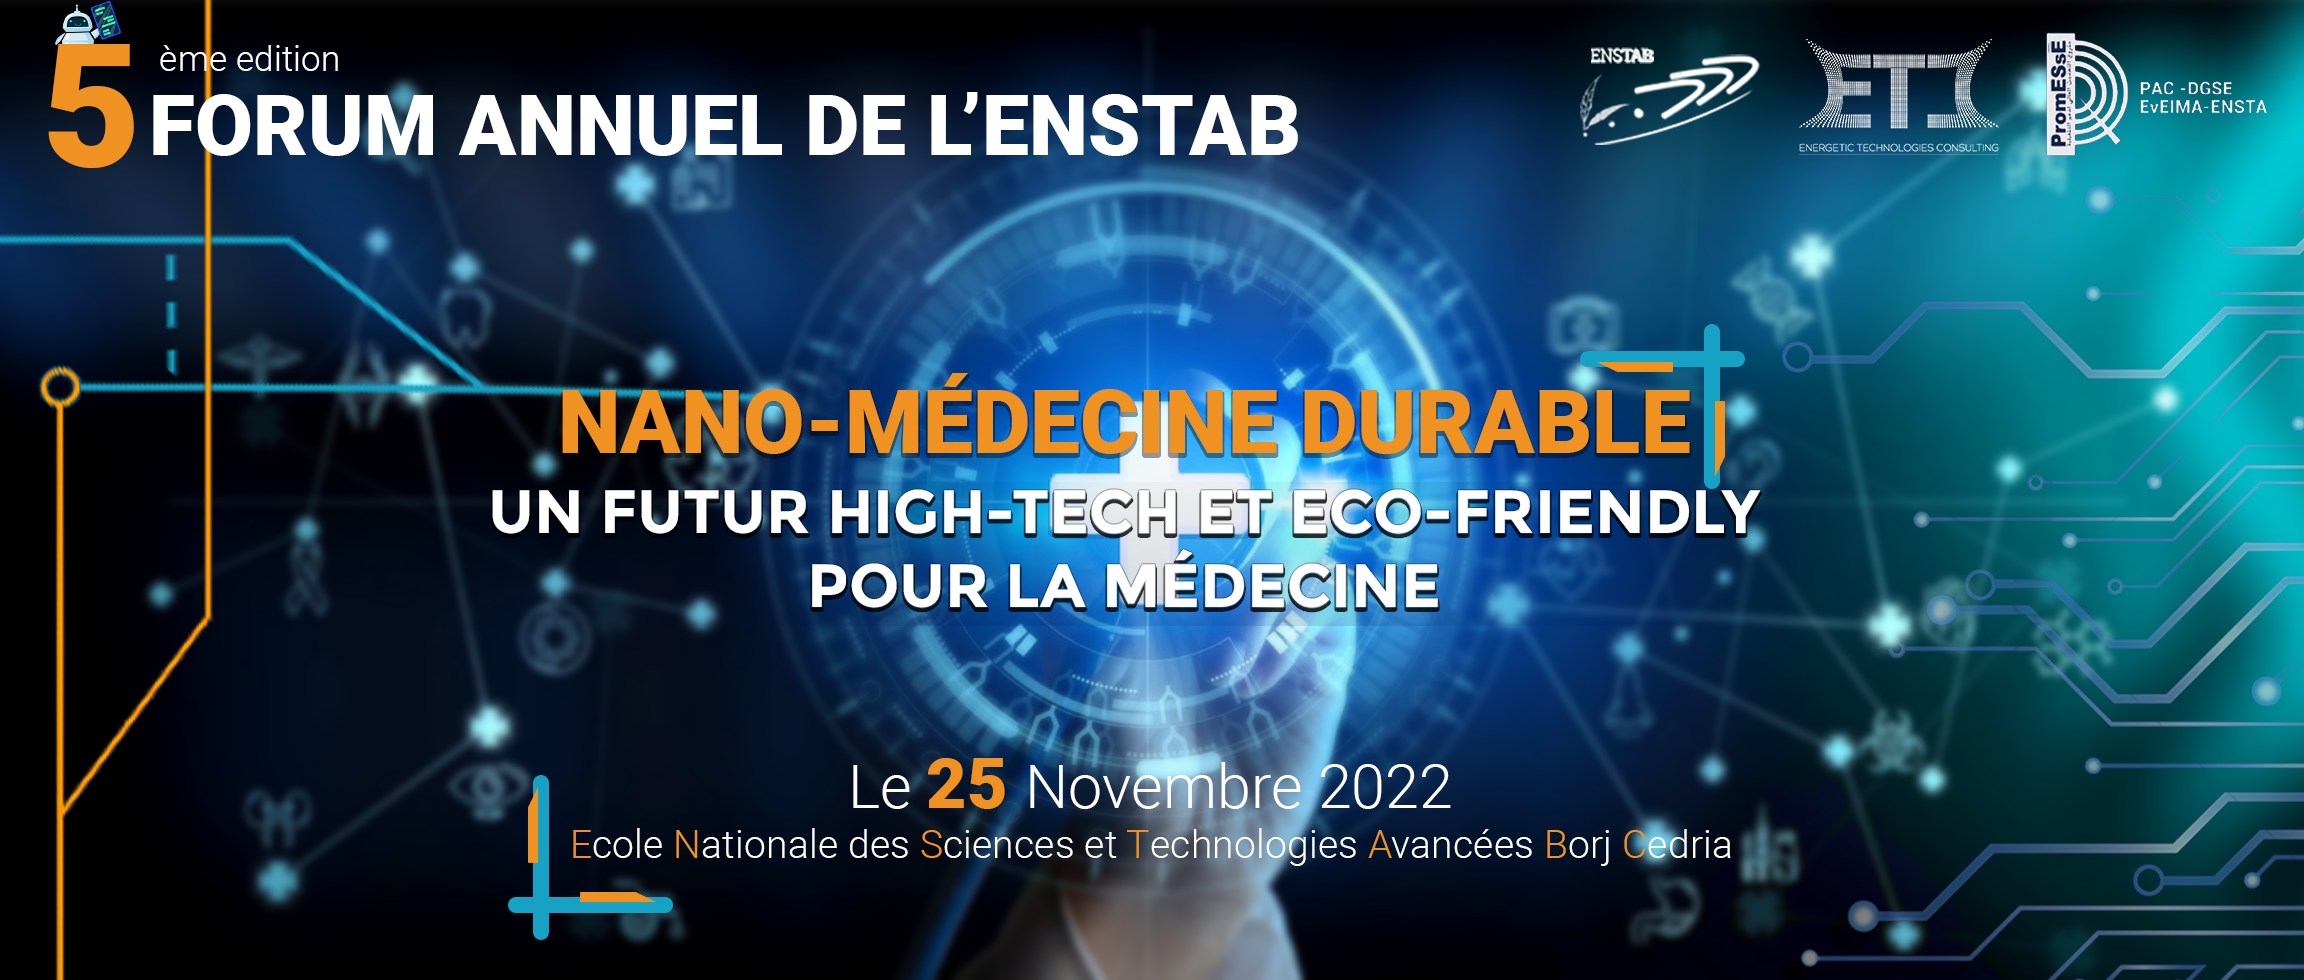 5 ème edition
FORUM ANNUEL DE L'ENSTAB
ENSTAB
ETC
ENERGETIC TECHNOLOGIES CONSULTING
PromESsE
PAC -DGSE
EvEIMA-ENSTA
NANO-MÉDECINE DURABLE
UN FUTUR HIGH-TECH ET ECO-FRIENDLY
POUR LA MÉDECINE
Le 25 Novembre 2022
Ecole Nationale des Sciences et Technologies Avancées Borj Cedria